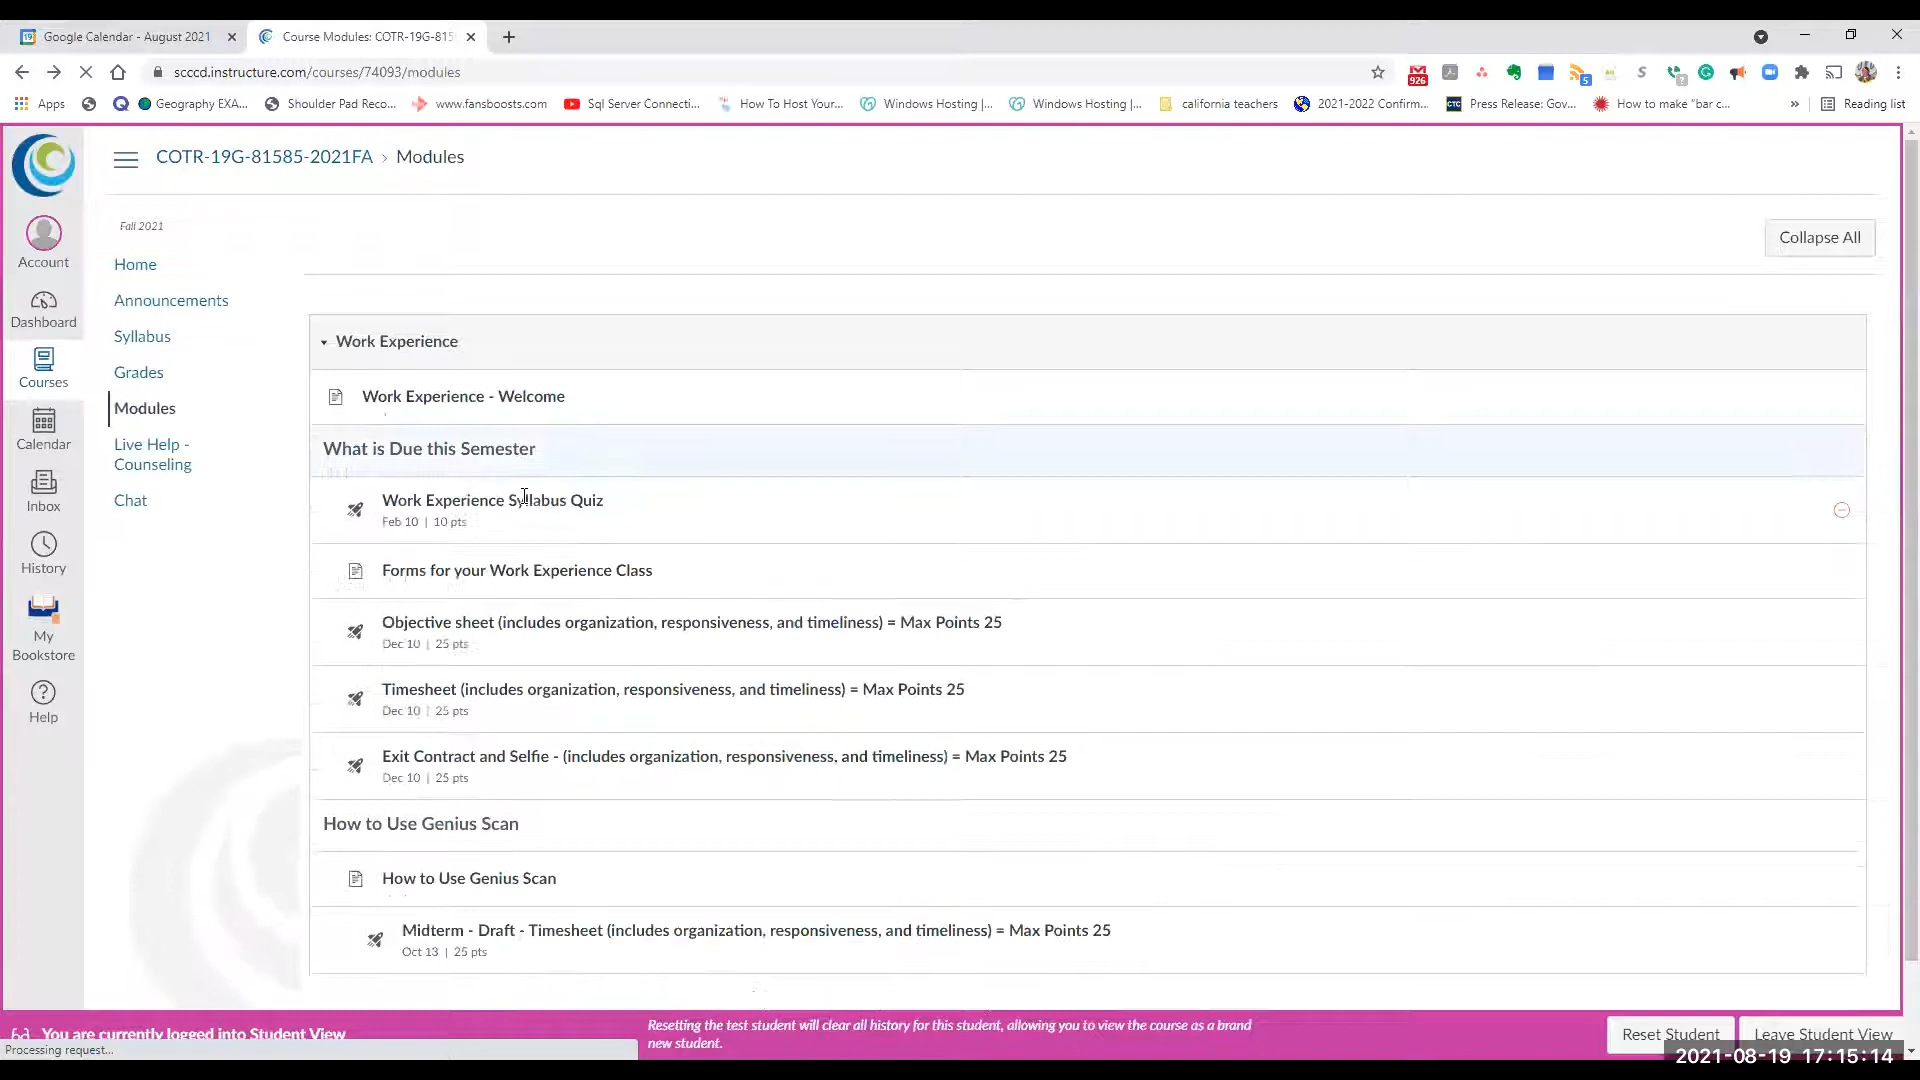 Google Calendar - August 2021
Course Modules: COTR-19G-815
scccd.instructure.com/courses/74093/modules
926
5
?
Apps
Geography EXA...
Shoulder Pad Reco...
www.fansboosts.com
Sql Server Connecti...
How To Host Your...
Windows Hosting |...
Windows Hosting |...
california teachers
2021-2022 Confirm...
CTC
Press Release: Gov...
How to make "bar c...
»
Reading list
COTR-19G-81585-2021FA › Modules
Account
Dashboard
Courses
Calendar
Inbox
History
My
Bookstore
Help
Fall 2021
Home
Announcements
Syllabus
Grades
Modules
Live Help -
Counseling
Chat
Collapse All
Work Experience
Work Experience - Welcome
What is Due this Semester
Work Experience Syllabus Quiz
Feb 10 | 10 pts
Forms for your Work Experience Class
Objective sheet (includes organization, responsiveness, and timeliness) = Max Points 25
Dec 10 | 25 pts
Timesheet (includes organization, responsiveness, and timeliness) = Max Points 25
Dec 10 | 25 pts
Exit Contract and Selfie - (includes organization, responsiveness, and timeliness) = Max Points 25
Dec 10 | 25 pts
How to Use Genius Scan
How to Use Genius Scan
Midterm - Draft - Timesheet (includes organization, responsiveness, and timeliness) = Max Points 25
Oct 13 | 25 pts
You are currently logged into Student View
Resetting the test student will clear all history for this student, allowing you to view the course as a brand
new student.
Reset Student
Leave Student View
Processing request...
2021-08-19 17:15:14